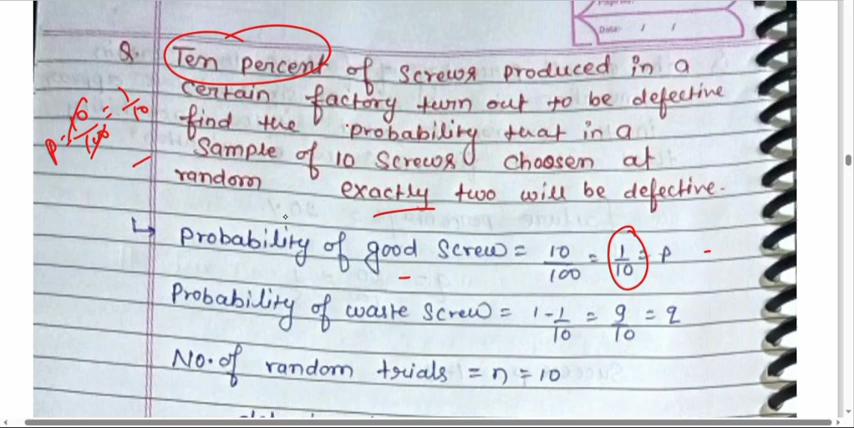 Date: / /
Q. Ten percent of Screws produced in a
certain factory turn out to be defective
find the probability that in a
Sample of 10 Screws choosen at
random exactly two will be defective.
P = 10/100 = 1/10
↳ Probability of good Screw = 10/100 = 1/10 = P
Probability of waste Screw = 1 - 1/10 = 9/10 = q
No. of random trials = n = 10